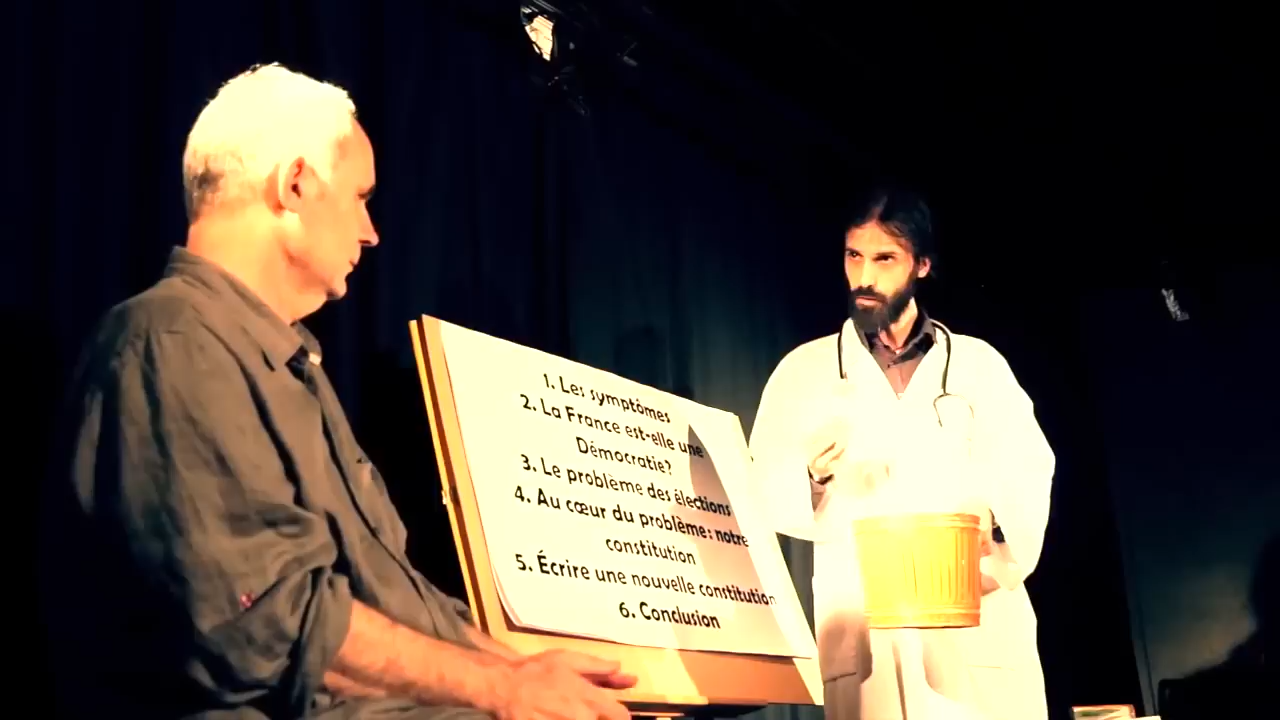 1. Les symptômes
2. La France est-elle une
Démocratie?
3. Le problème des élections
4. Au cœur du problème: notre
constitution
5. Écrire une nouvelle constitution
6. Conclusion